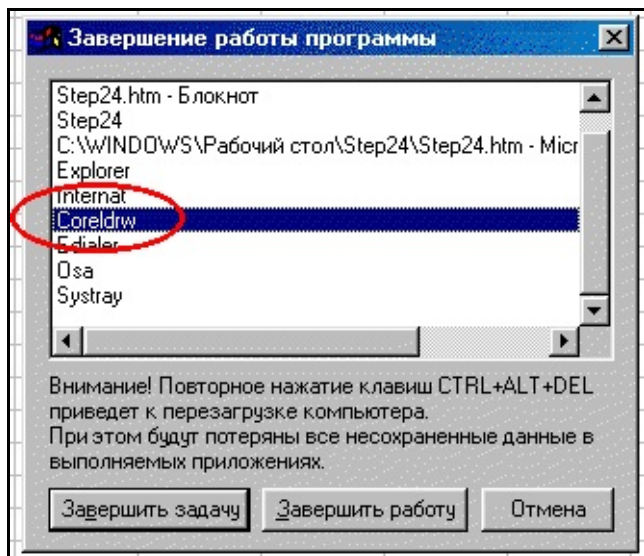 Завершение работы программы
Step24.htm - Блокнот
Step24
C:\WINDOWS\Рабочий стол\Step24\Step24.htm - Micr
Explorer
Internat
Coreldrw
Edialer
Osa
Systray
Внимание! Повторное нажатие клавиш CTRL+ALT+DEL
приведет к перезагрузке компьютера.
При этом будут потеряны все несохраненные данные в
выполняемых приложениях.
Завершить задачу Завершить работу Отмена